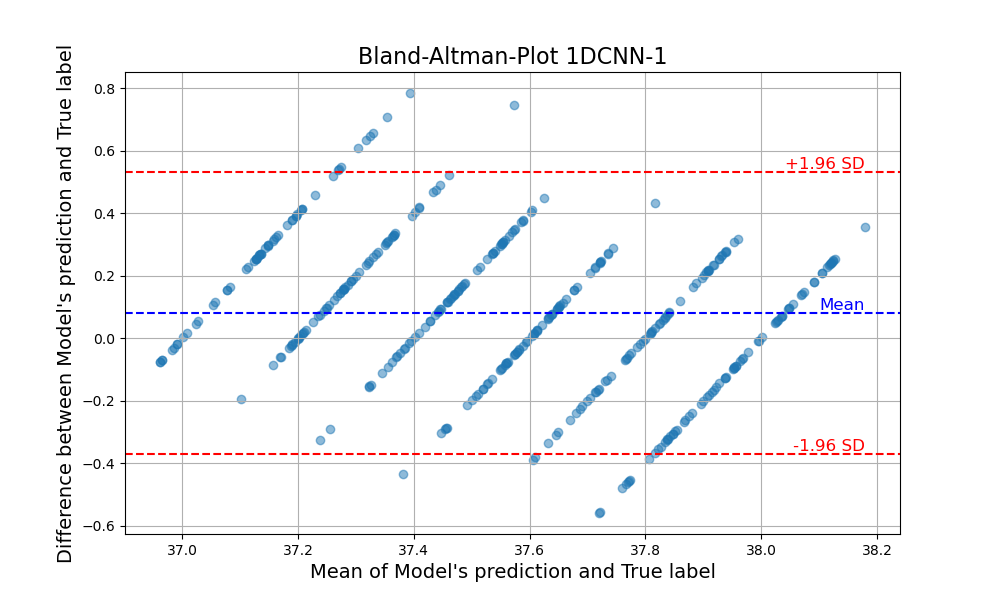 Bland-Altman-Plot 1DCNN-1
Difference between Model's prediction and True label
0.8
0.6
0.4
0.2
0.0
−0.2
−0.4
−0.6
+1.96 SD
Mean
-1.96 SD
37.0 37.2 37.4 37.6 37.8 38.0 38.2
Mean of Model's prediction and True label